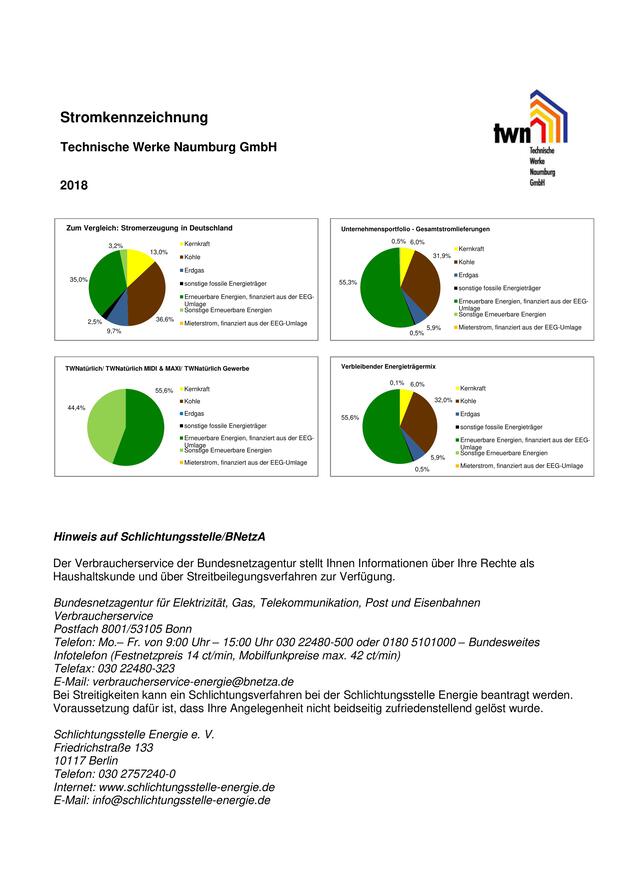 Stromkennzeichnung
Technische Werke Naumburg GmbH
2018
twn
Technische
Werke
Naumburg
GmbH
Zum Vergleich: Stromerzeugung in Deutschland
3,2%
13,0%
35,0%
2,5%
9,7%
36,6%
Kernkraft
Kohle
Erdgas
sonstige fossile Energieträger
Erneuerbare Energien, finanziert aus der EEG-
Umlage
Sonstige Erneuerbare Energien
Mieterstrom, finanziert aus der EEG-Umlage
Unternehmensportfolio - Gesamtstromlieferungen
0,5%
6,0%
31,9%
55,3%
5,9%
0,5%
Kernkraft
Kohle
Erdgas
sonstige fossile Energieträger
Erneuerbare Energien, finanziert aus der EEG-
Umlage
Sonstige Erneuerbare Energien
Mieterstrom, finanziert aus der EEG-Umlage
TWNatürlich/ TWNatürlich MIDI & MAXI/ TWNatürlich Gewerbe
55,6%
44,4%
Kernkraft
Kohle
Erdgas
sonstige fossile Energieträger
Erneuerbare Energien, finanziert aus der EEG-
Umlage
Sonstige Erneuerbare Energien
Mieterstrom, finanziert aus der EEG-Umlage
Verbleibender Energieträgermix
0,1%
6,0%
32,0%
55,6%
5,9%
0,5%
Kernkraft
Kohle
Erdgas
sonstige fossile Energieträger
Erneuerbare Energien, finanziert aus der EEG-
Umlage
Sonstige Erneuerbare Energien
Mieterstrom, finanziert aus der EEG-Umlage
Hinweis auf Schlichtungsstelle/BNetzA
Der Verbraucherservice der Bundesnetzagentur stellt Ihnen Informationen über Ihre Rechte als
Haushaltskunde und über Streitbeilegungsverfahren zur Verfügung.
Bundesnetzagentur für Elektrizität, Gas, Telekommunikation, Post und Eisenbahnen
Verbraucherservice
Postfach 8001/53105 Bonn
Telefon: Mo.– Fr. von 9:00 Uhr – 15:00 Uhr 030 22480-500 oder 0180 5101000 – Bundesweites
Infotelefon (Festnetzpreis 14 ct/min, Mobilfunkpreise max. 42 ct/min)
Telefax: 030 22480-323
E-Mail: verbraucherservice-energie@bnetza.de
Bei Streitigkeiten kann ein Schlichtungsverfahren bei der Schlichtungsstelle Energie beantragt werden.
Voraussetzung dafür ist, dass Ihre Angelegenheit nicht beidseitig zufriedenstellend gelöst wurde.
Schlichtungsstelle Energie e. V.
Friedrichstraße 133
10117 Berlin
Telefon: 030 2757240-0
Internet: www.schlichtungsstelle-energie.de
E-Mail: info@schlichtungsstelle-energie.de